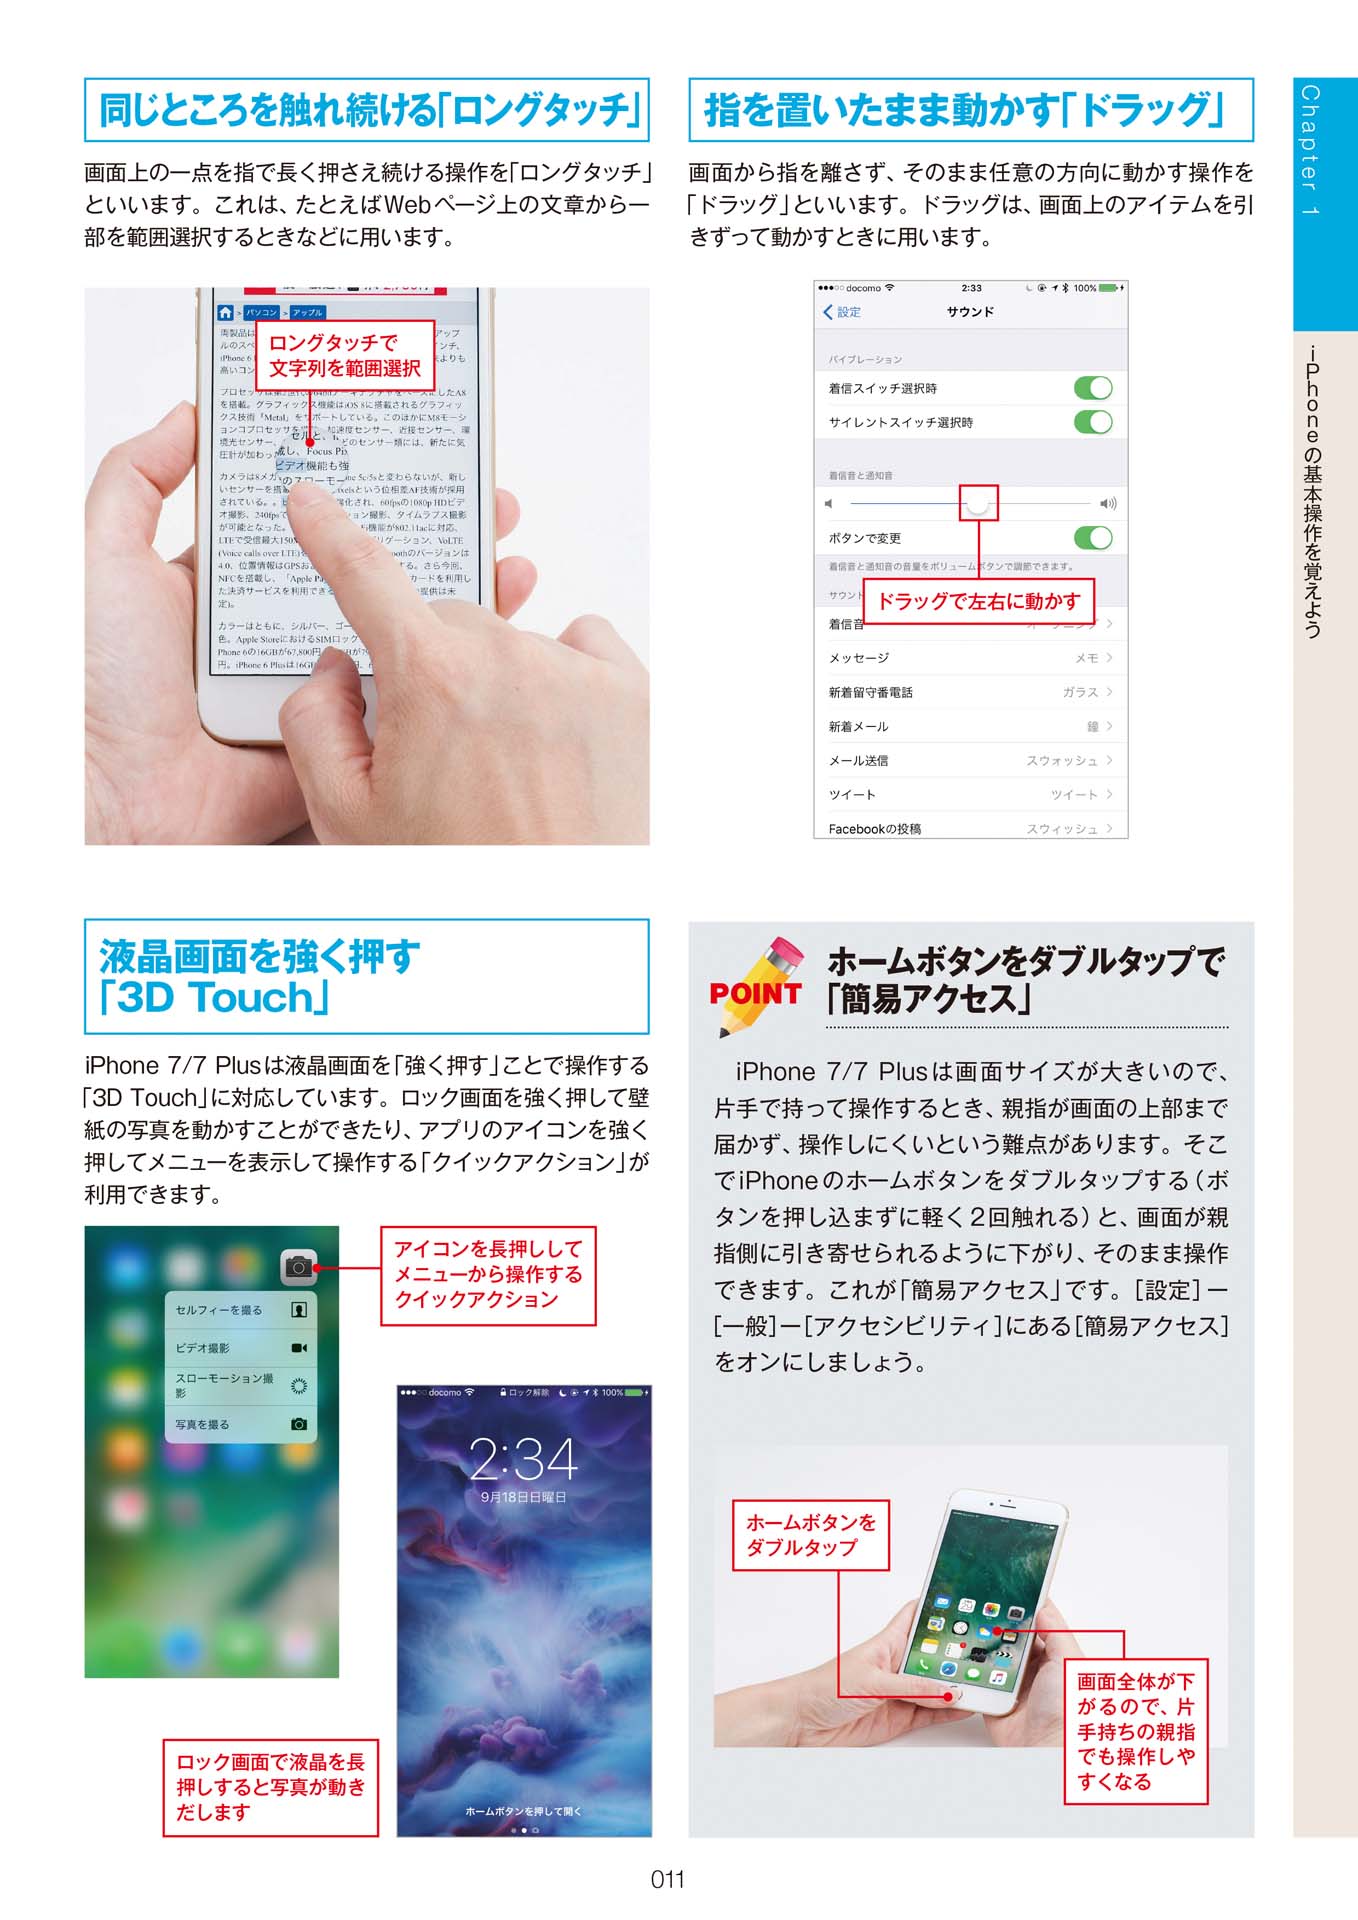 同じところを触れ続ける「ロングタッチ」
画面上の一点を指で長く押さえ続ける操作を「ロングタッチ」
といいます。これは、たとえばWebページ上の文章から一
部を範囲選択するときなどに用います。
パソコン
アップル
ロングタッチで
文字列を範囲選択
指を置いたまま動かす「ドラッグ」
画面から指を離さず、そのまま任意の方向に動かす操作を
「ドラッグ」といいます。ドラッグは、画面上のアイテムを引
きずって動かすときに用います。
docomo 2:33 100%
設定 サウンド
バイブレーション
着信スイッチ選択時
サイレントスイッチ選択時
着信音と通知音
ボタンで変更
着信音と通知音の音量をボリュームボタンで調節できます。
ドラッグで左右に動かす
着信音
メッセージ メモ
新着留守番電話 ガラス
新着メール 鐘
メール送信 スウォッシュ
ツイート ツイート
Facebookの投稿 スウィッシュ
Chapter 1
iPhoneの基本操作を覚えよう
液晶画面を強く押す
「3D Touch」
iPhone 7/7 Plusは液晶画面を「強く押す」ことで操作する
「3D Touch」に対応しています。ロック画面を強く押して壁
紙の写真を動かすことができたり、アプリのアイコンを強く
押してメニューを表示して操作する「クイックアクション」が
利用できます。
アイコンを長押しして
メニューから操作する
クイックアクション
セルフィーを撮る
ビデオ撮影
スローモーション撮
影
写真を撮る
docomo ロック解除 100%
2:34
9月18日日曜日
ホームボタンを押して開く
ロック画面で液晶を長
押しすると写真が動き
だします
POINT
ホームボタンをダブルタップで
「簡易アクセス」
iPhone 7/7 Plusは画面サイズが大きいので、
片手で持って操作するとき、親指が画面の上部まで
届かず、操作しにくいという難点があります。そこ
でiPhoneのホームボタンをダブルタップする（ボ
タンを押し込まずに軽く２回触れる）と、画面が親
指側に引き寄せられるように下がり、そのまま操作
できます。これが「簡易アクセス」です。［設定］ー
［一般］ー［アクセシビリティ］にある［簡易アクセス］
をオンにしましょう。
ホームボタンを
ダブルタップ
画面全体が下
がるので、片
手持ちの親指
でも操作しや
すくなる
011